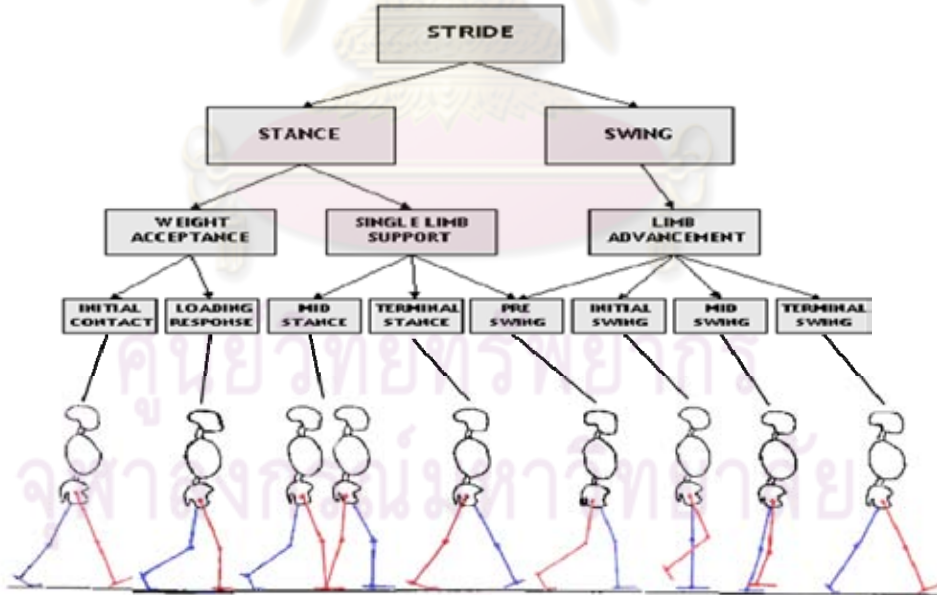 STRIDE
STANCE
SWING
WEIGHT
ACCEPTANCE
SINGLE LIMB
SUPPORT
LIMB
ADVANCEMENT
INITIAL
CONTACT
LOADING
RESPONSE
MID
STANCE
TERMINAL
STANCE
PRE
SWING
INITIAL
SWING
MID
SWING
TERMINAL
SWING
ศูนย์วิทยทรัพยากร
จุฬาลงกรณ์มหาวิทยาลัย